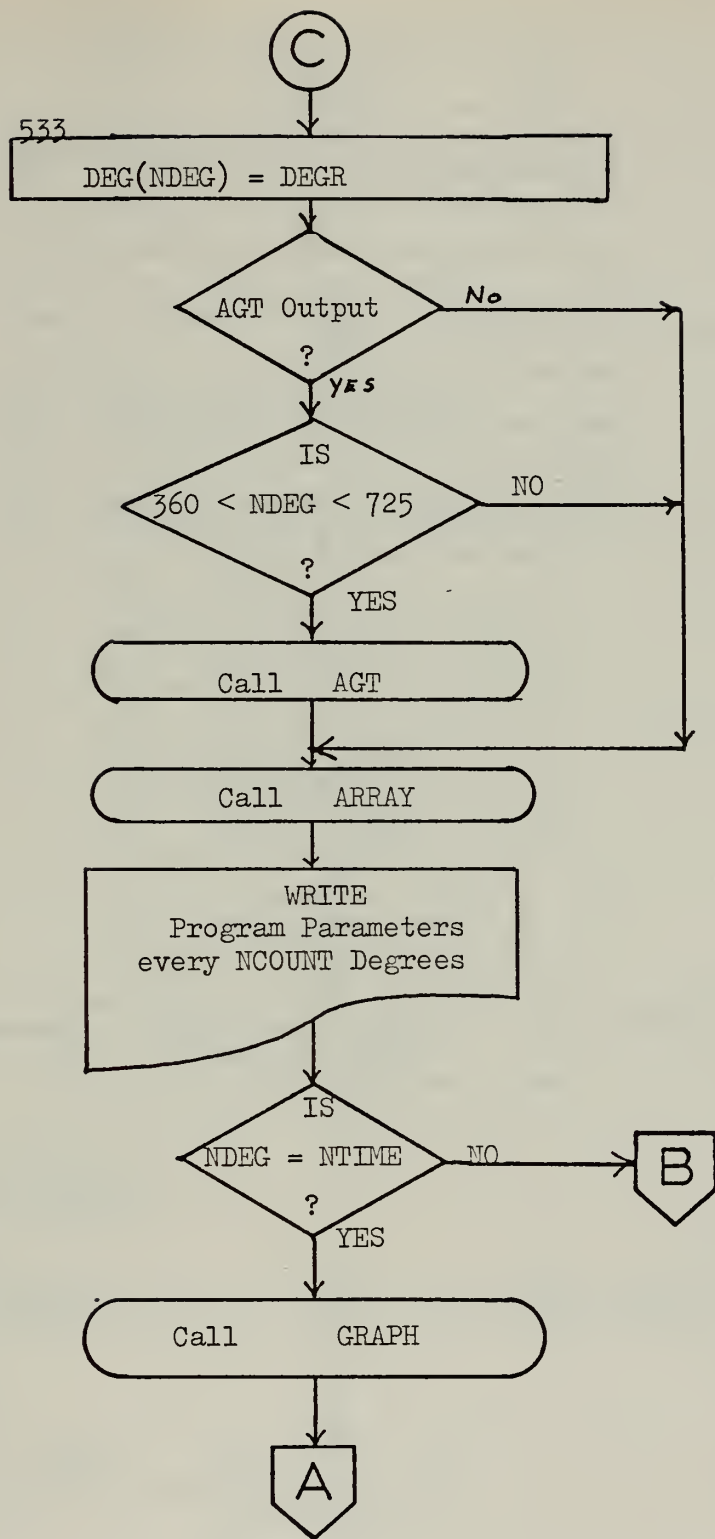 C
533
DEG(NDEG) = DEGR
AGT Output
?
No
YES
IS
360 < NDEG < 725
?
NO
YES
Call AGT
Call ARRAY
WRITE
Program Parameters
every NCOUNT Degrees
IS
NDEG = NTIME
?
NO
B
YES
Call GRAPH
A